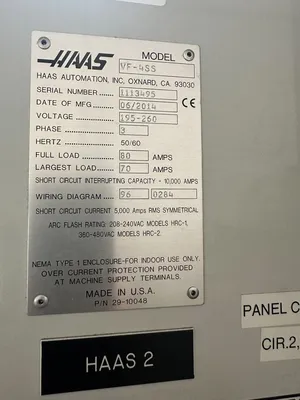 HAAS MODEL VF-4SS
HAAS AUTOMATION, INC. OXNARD, CA. 93030
SERIAL NUMBER 1113495
DATE OF MFG 06/2014 CE
VOLTAGE 195-260
PHASE 3
HERTZ 50/60
FULL LOAD 80 AMPS
LARGEST LOAD 70 AMPS
SHORT CIRCUIT INTERRUPTING CAPACITY - 10,000 AMPS
WIRING DIAGRAM 96 0284
SHORT CIRCUIT CURRENT 5,000 AMPS RMS SYMMETRICAL
ARC FLASH RATING: 208-240VAC MODELS HRC-1,
380-480VAC MODELS HRC-2.
NEMA TYPE 1 ENCLOSURE-FOR INDOOR USE ONLY.
OVER CURRENT PROTECTION PROVIDED
AT MACHINE SUPPLY TERMINALS.
MADE IN U.S.A.
P/N 29-10048
PANEL C
CIR.2,
HAAS 2